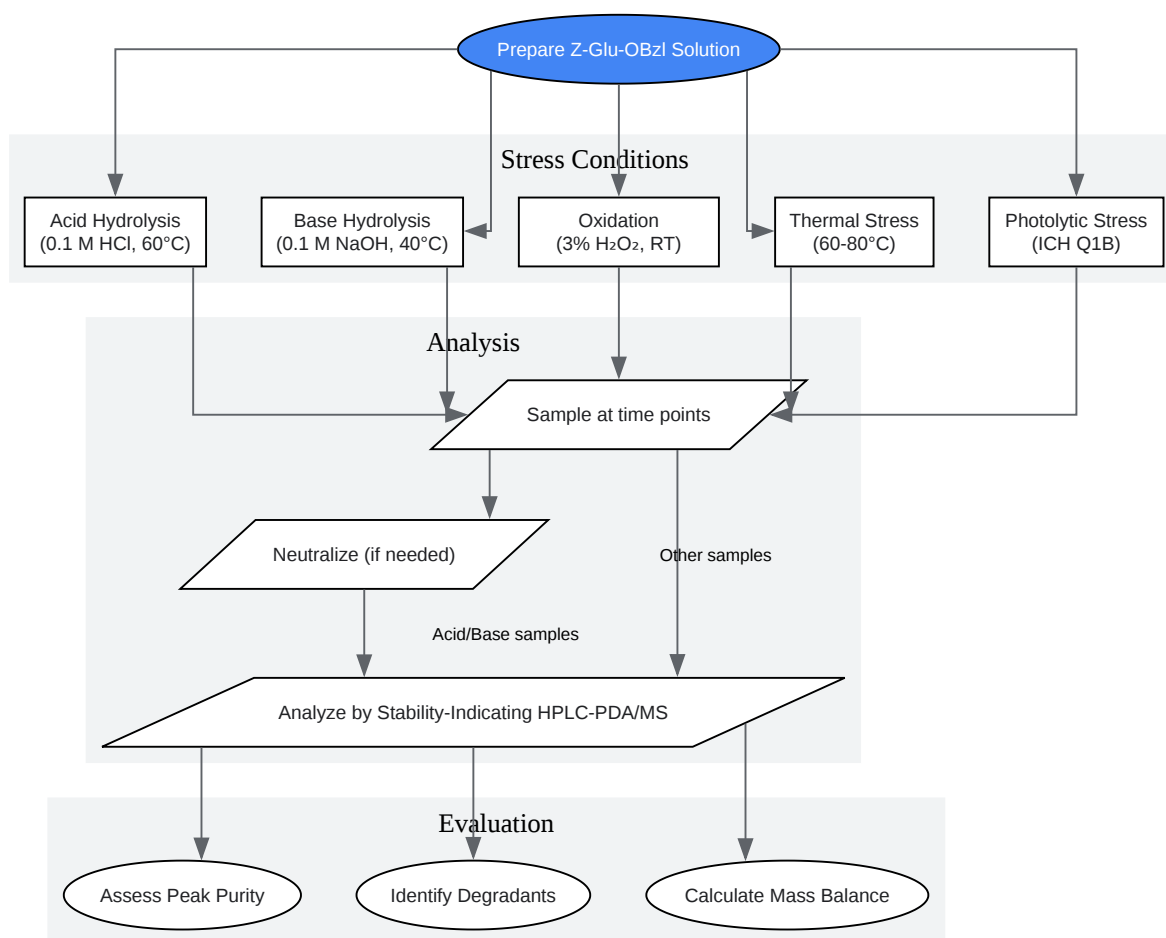 Prepare Z-Glu-OBzl Solution
Stress Conditions
Acid Hydrolysis
(0.1 M HCl, 60°C)
Base Hydrolysis
(0.1 M NaOH, 40°C)
Oxidation
(3% H₂O₂, RT)
Thermal Stress
(60-80°C)
Photolytic Stress
(ICH Q1B)
Analysis
Sample at time points
Neutralize (if needed)
Other samples
Acid/Base samples
Analyze by Stability-Indicating HPLC-PDA/MS
Evaluation
Assess Peak Purity
Identify Degradants
Calculate Mass Balance